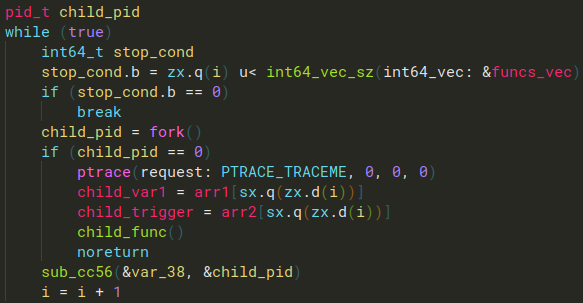 pid_t child_pid
while (true)
    int64_t stop_cond
    stop_cond.b = zx.q(i) u< int64_vec_sz(int64_vec: &funcs_vec)
    if (stop_cond.b == 0)
        break
    child_pid = fork()
    if (child_pid == 0)
        ptrace(request: PTRACE_TRACEME, 0, 0, 0)
        child_var1 = arr1[sx.q(zx.d(i))]
        child_trigger = arr2[sx.q(zx.d(i))]
        child_func()
        noreturn
    sub_cc56(&var_38, &child_pid)
    i = i + 1